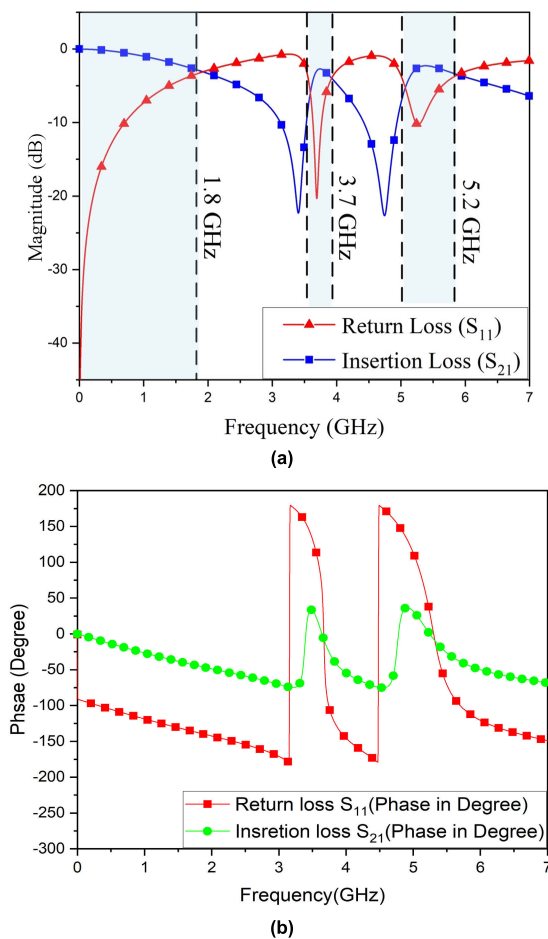 0
-10
-20
-30
-40
Magnitude (dB)
1.8 GHz
3.7 GHz
5.2 GHz
Return Loss (S11)
Insertion Loss (S21)
0 1 2 3 4 5 6 7
Frequency (GHz)
(a)
200
150
100
50
0
-50
-100
-150
-200
-250
-300
Phsae (Degree)
Return loss S11(Phase in Degree)
Insretion loss S21(Phase in Degree)
0 1 2 3 4 5 6 7
Frequency(GHz)
(b)